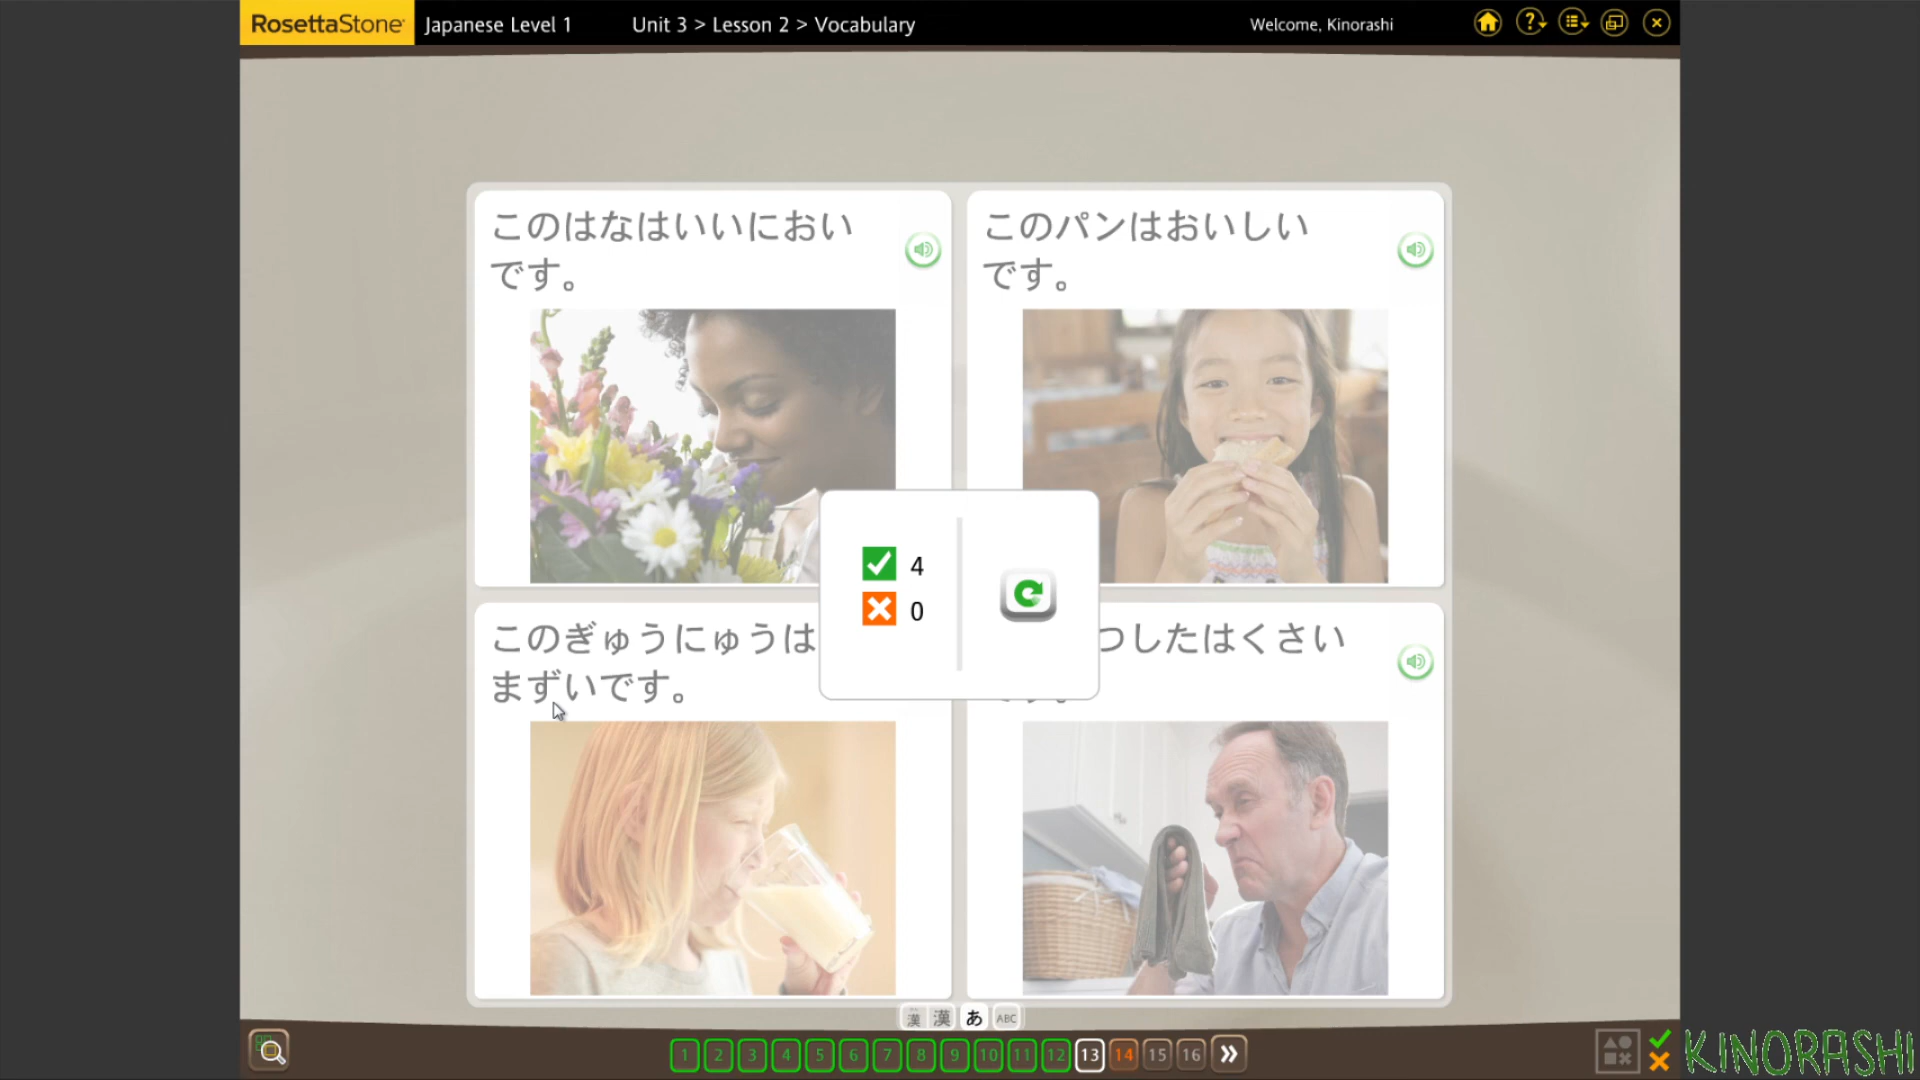 RosettaStone Japanese Level 1 Unit 3 > Lesson 2 > Vocabulary Welcome, Kinorashi
このはなはいいにおい
です。
このパンはおいしい
です。
このぎゅうにゅうは
まずいです。
つしたはくさい
4
0
漢 漢 あ ABC
1 2 3 4 5 6 7 8 9 10 11 12 13 14 15 16
KINORASHI